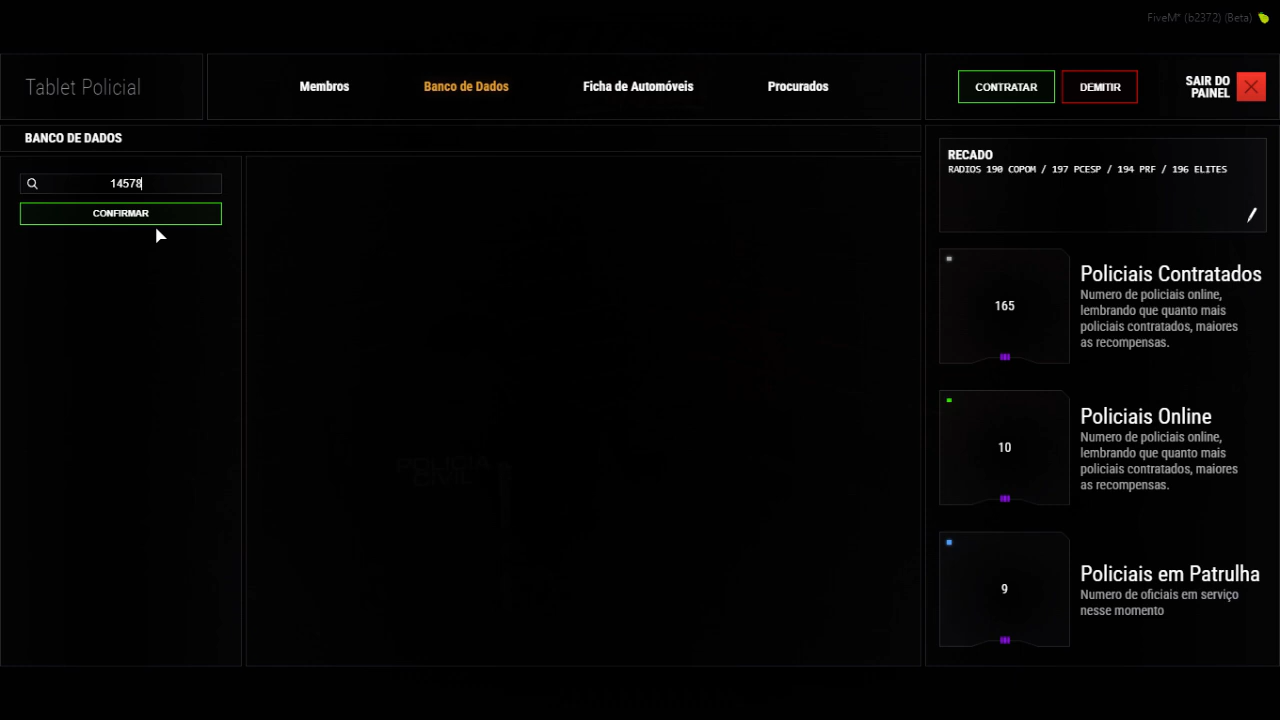 FiveM* (b2372) (Beta)
Tablet Policial
Membros
Banco de Dados
Ficha de Automóveis
Procurados
CONTRATAR
DEMITIR
SAIR DO
PAINEL
BANCO DE DADOS
14578
CONFIRMAR
POLICIA
CIVIL
RECADO
RADIOS 190 COPOM / 197 PCESP / 194 PRF / 196 ELITES
165
Policiais Contratados
Numero de policiais online,
lembrando que quanto mais
policiais contratados, maiores
as recompensas.
10
Policiais Online
Numero de policiais online,
lembrando que quanto mais
policiais contratados, maiores
as recompensas.
9
Policiais em Patrulha
Numero de oficiais em serviço
nesse momento